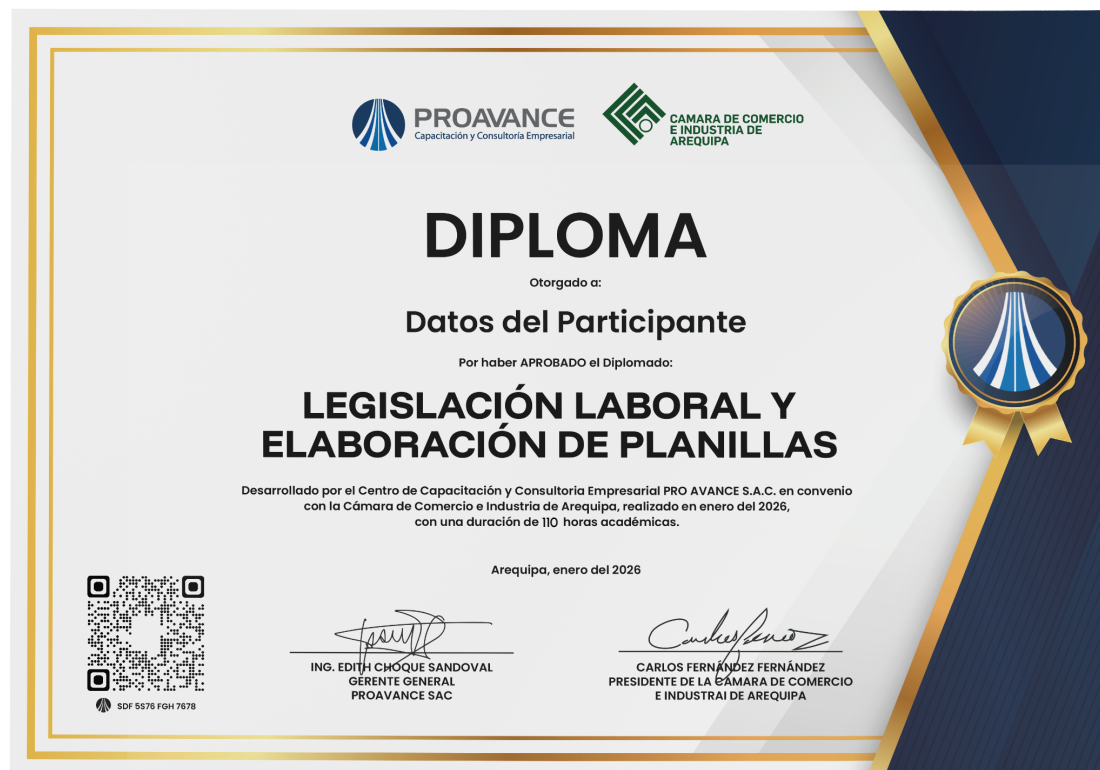 PROAVANCE
Capacitación y Consultoría Empresarial
CAMARA DE COMERCIO
E INDUSTRIA DE
AREQUIPA
DIPLOMA
Otorgado a:
Datos del Participante
Por haber APROBADO el Diplomado:
LEGISLACIÓN LABORAL Y
ELABORACIÓN DE PLANILLAS
Desarrollado por el Centro de Capacitación y Consultoria Empresarial PRO AVANCE S.A.C. en convenio
con la Cámara de Comercio e Industria de Arequipa, realizado en enero del 2026,
con una duración de 110 horas académicas.
Arequipa, enero del 2026
ING. EDITH CHOQUE SANDOVAL
GERENTE GENERAL
PROAVANCE SAC
CARLOS FERNÁNDEZ FERNÁNDEZ
PRESIDENTE DE LA CÁMARA DE COMERCIO
E INDUSTRAI DE AREQUIPA
SDF 5S76 FGH 7678